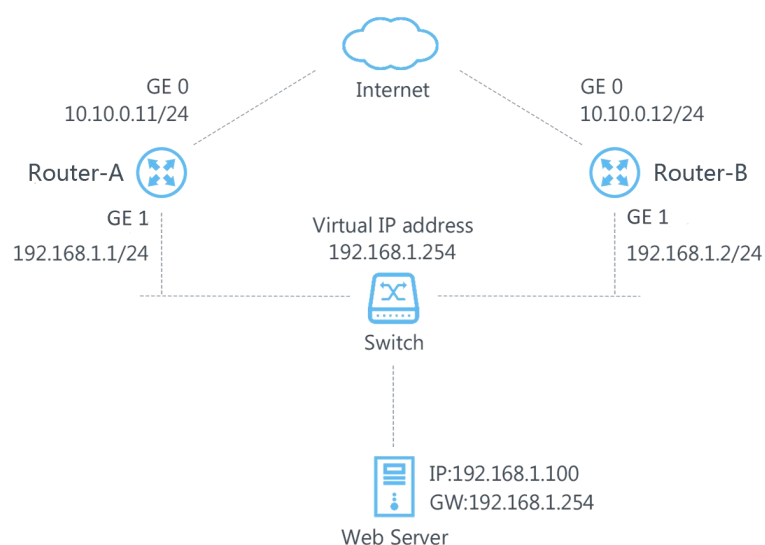 Internet
GE 0
10.10.0.11/24
GE 0
10.10.0.12/24
Router-A
Router-B
GE 1
192.168.1.1/24
Virtual IP address
192.168.1.254
GE 1
192.168.1.2/24
Switch
IP:192.168.1.100
GW:192.168.1.254
Web Server